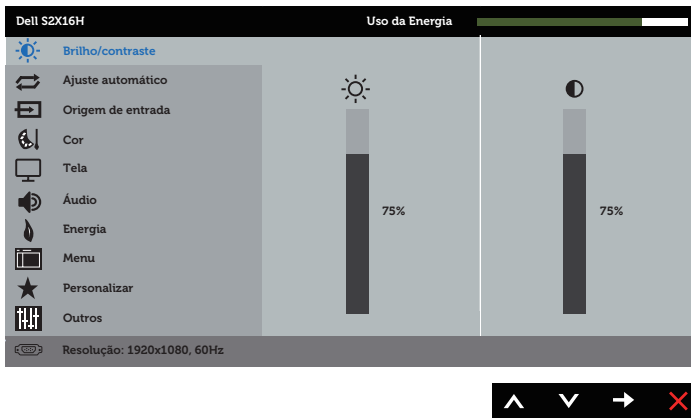 Dell S2X16H
Uso da Energia
Brilho/contraste
Ajuste automático
Origem de entrada
Cor
Tela
Áudio
Energia
Menu
Personalizar
Outros
75%
75%
Resolução: 1920x1080, 60Hz